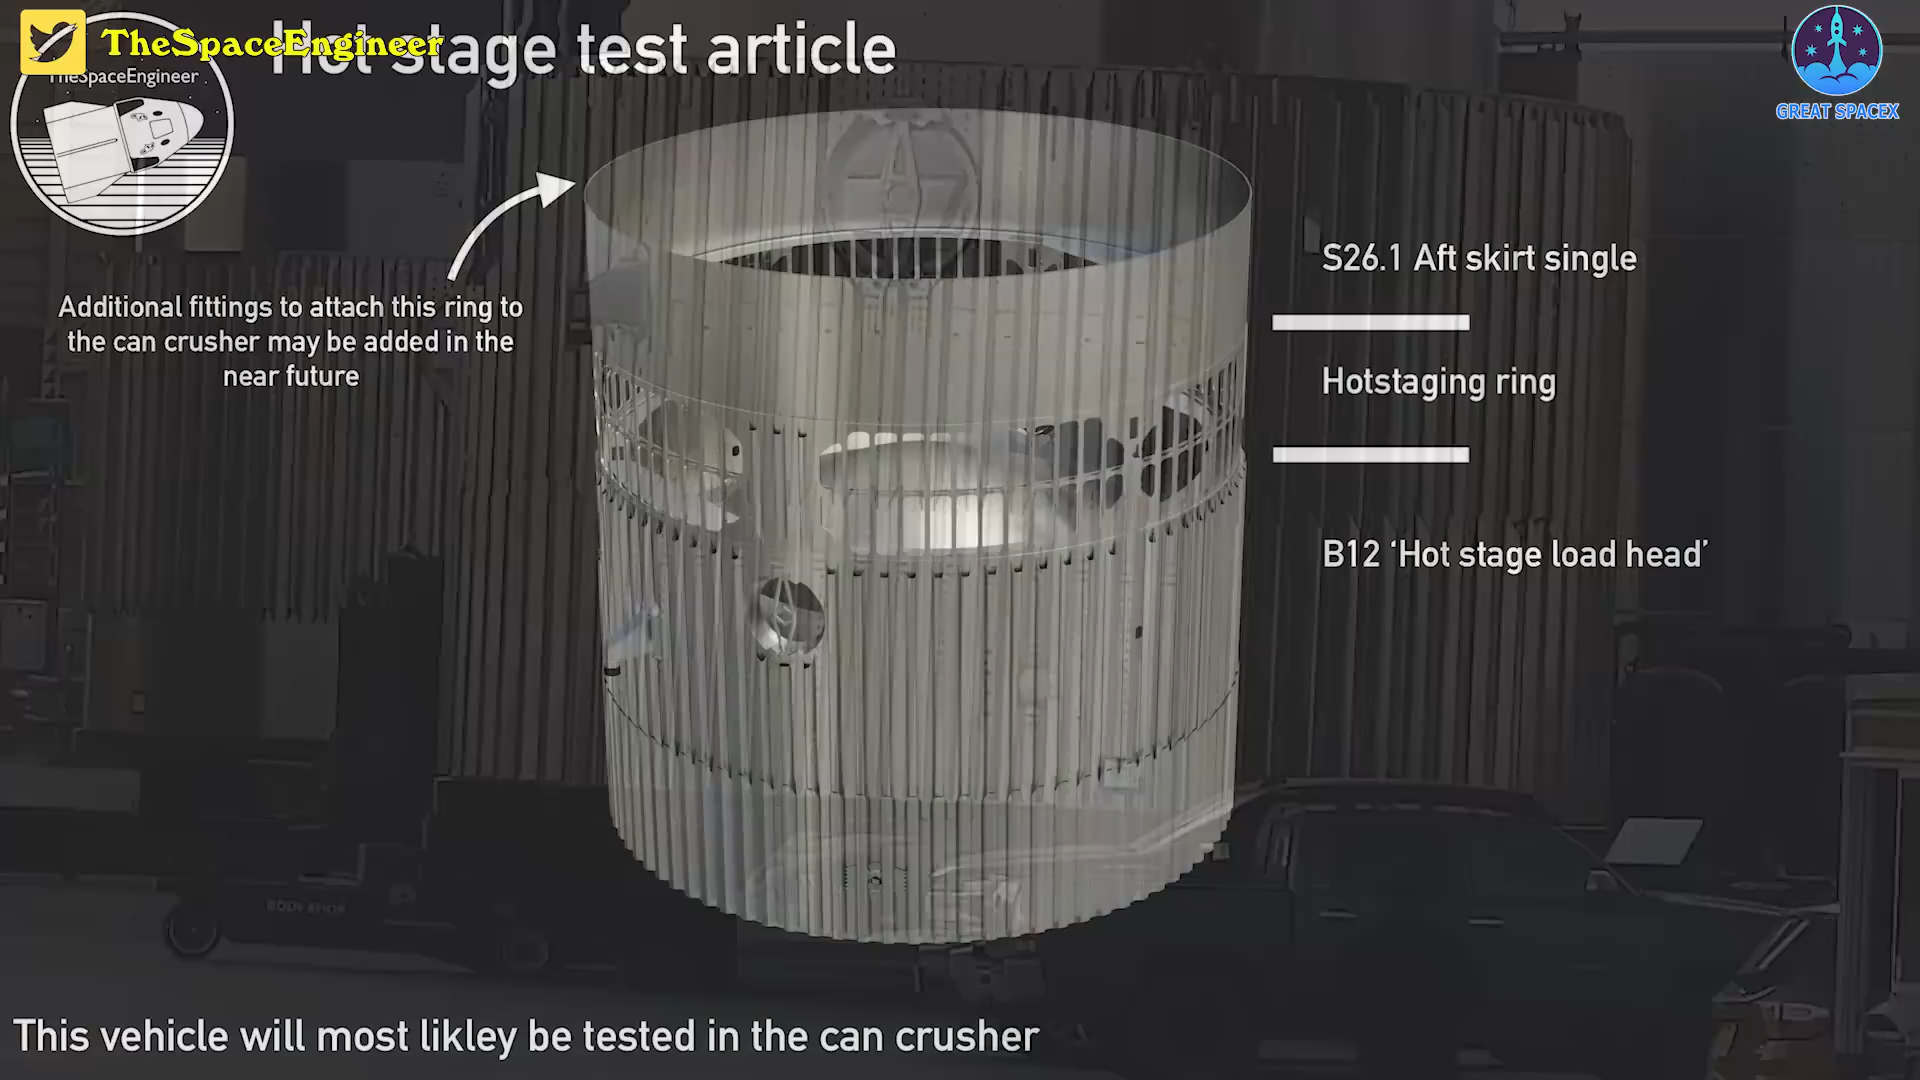 TheSpaceEngineer
Hot stage test article
TheSpaceEngineer
GREAT SPACEX
Additional fittings to attach this ring to
the can crusher may be added in the
near future
S26.1 Aft skirt single
Hotstaging ring
B12 ‘Hot stage load head’
BODY SHOP
This vehicle will most likley be tested in the can crusher